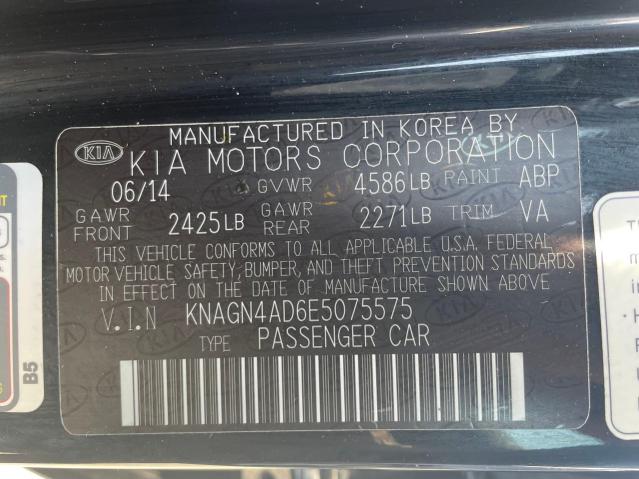 MANUFACTURED IN KOREA BY
KIA KIA MOTORS CORPORATION
06/14 GVWR 4586LB PAINT ABP
GAWR FRONT 2425LB GAWR REAR 2271LB TRIM VA
THIS VEHICLE CONFORMS TO ALL APPLICABLE U.S.A. FEDERAL
MOTOR VEHICLE SAFETY, BUMPER, AND THEFT PREVENTION STANDARDS
IN EFFECT ON THE DATE OF MANUFACTURE SHOWN ABOVE
V.I.N KNAGN4AD6E5075575
TYPE PASSENGER CAR
B5